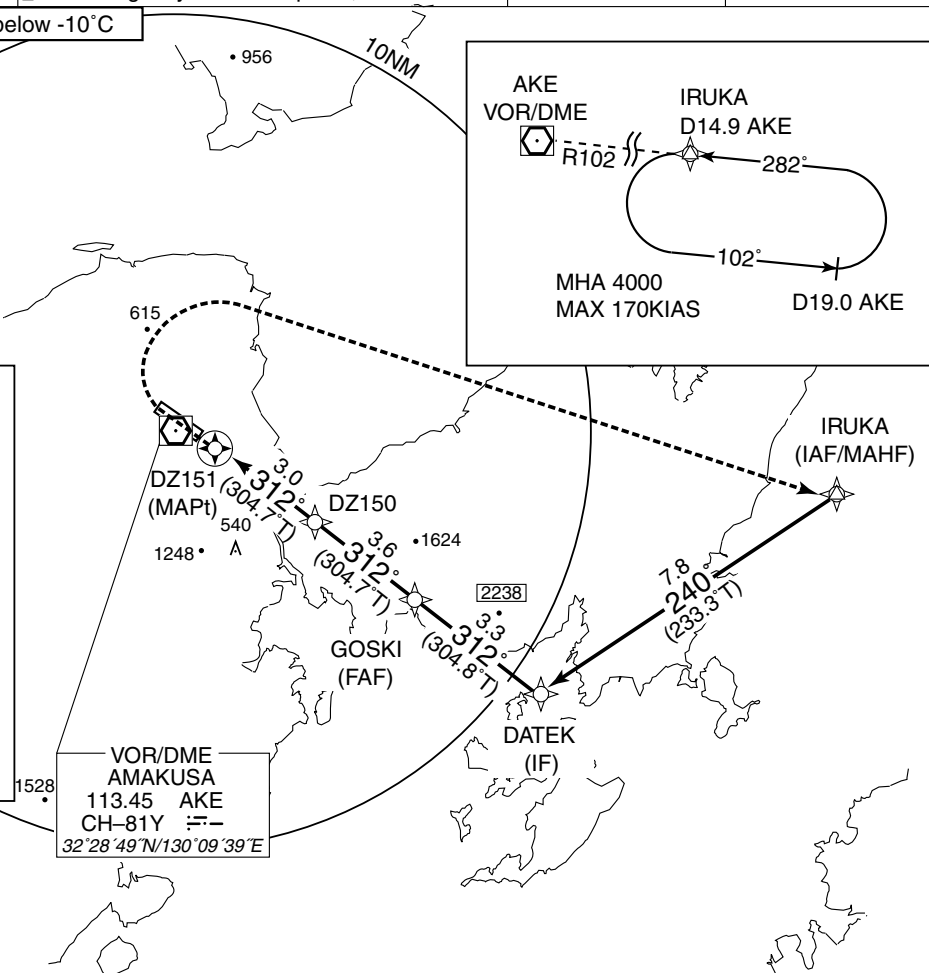 below -10˚C
956
10NM
AKE
VOR/DME
IRUKA
D14.9 AKE
R102
282˚
102˚
MHA 4000
MAX 170KIAS
D19.0 AKE
615
IRUKA
(IAF/MAHF)
DZ151
(MAPt)
3.0
312˚
(304.7˚T)
DZ150
540
1248
3.6
312˚
(304.7˚T)
1624
2238
7.8
240˚
(233.3˚T)
GOSKI
(FAF)
3.3
312˚
(304.8˚T)
DATEK
(IF)
VOR/DME
AMAKUSA
113.45 AKE
CH–81Y
32˚28´49˝N/130˚09´39˝E
1528